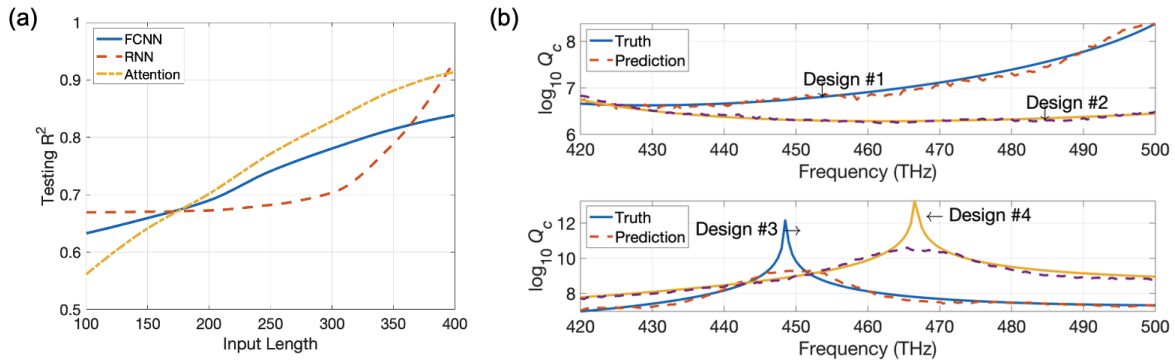 (a)
FCNN
RNN
Attention
Testing R²
1
0.9
0.8
0.7
0.6
0.5
100 150 200 250 300 350 400
Input Length
(b)
Truth
Prediction
Design #1
Design #2
log₁₀ Q_c
8
7
6
420 430 440 450 460 470 480 490 500
Frequency (THz)
Truth
Prediction
Design #3
Design #4
log₁₀ Q_c
12
10
8
420 430 440 450 460 470 480 490 500
Frequency (THz)